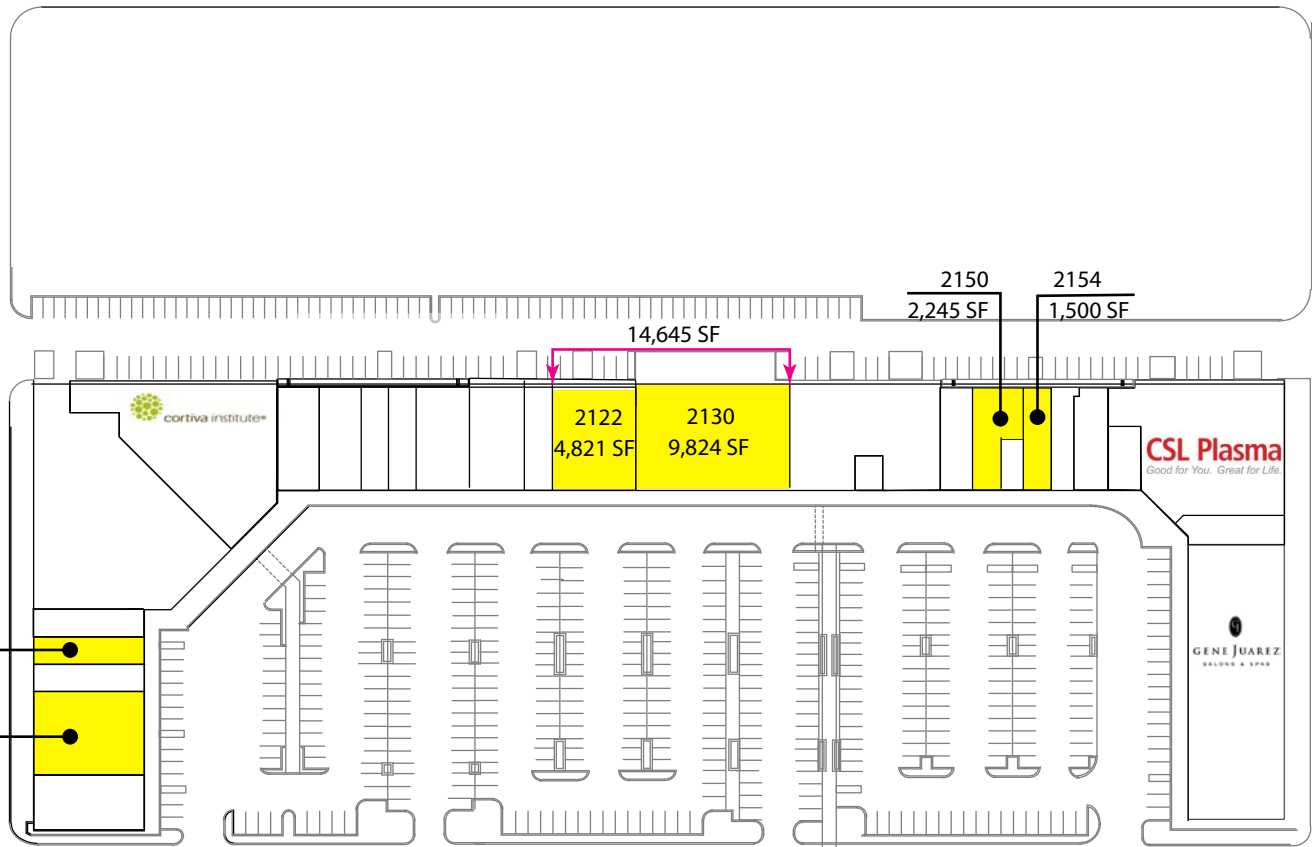 2150
2,245 SF
2154
1,500 SF
14,645 SF
cortiva institute®
2122
4,821 SF
2130
9,824 SF
CSL Plasma
Good for You. Great for Life.
GENE JUAREZ
SALONS & SPAS